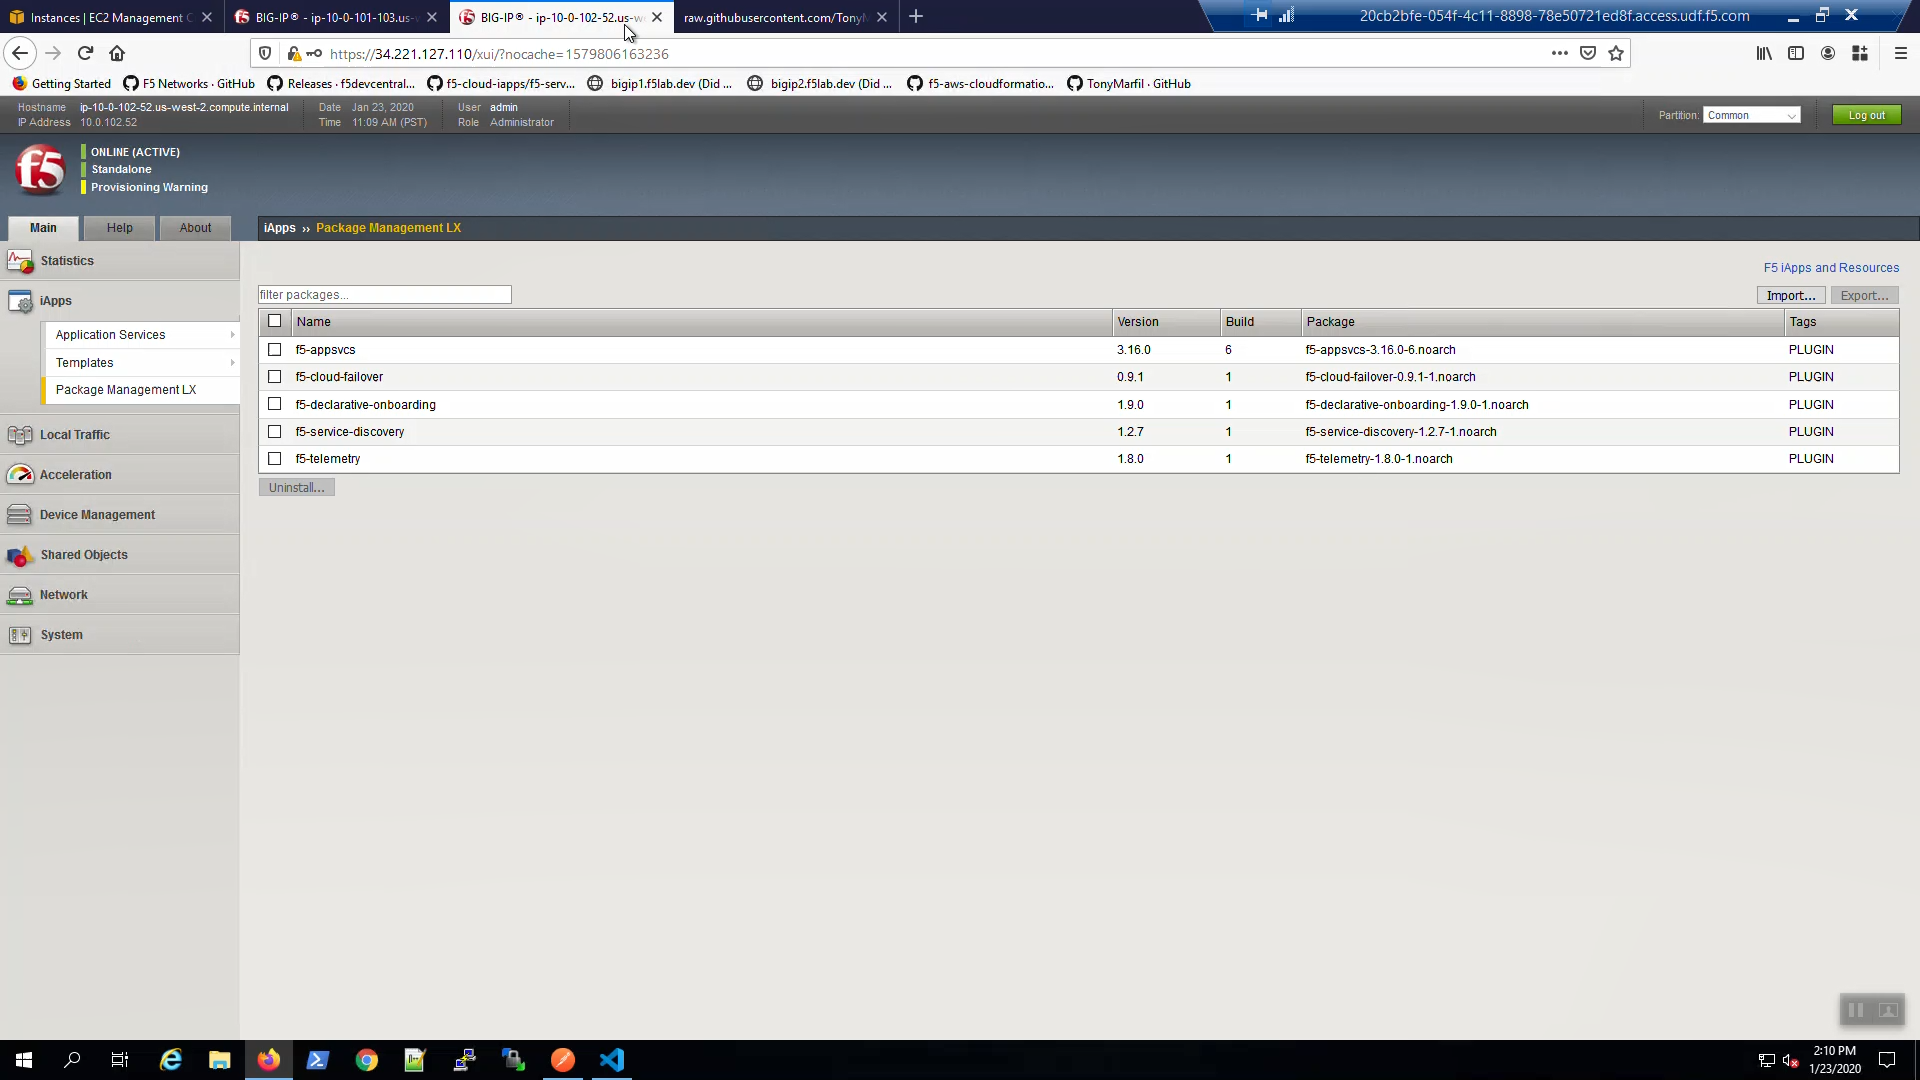 Instances | EC2 Management C
BIG-IP® - ip-10-0-101-103.us-
BIG-IP® - ip-10-0-102-52.us-w
raw.githubusercontent.com/TonyM
20cb2bfe-054f-4c11-8898-78e50721ed8f.access.udf.f5.com
https://34.221.127.110/xui/?nocache=1579806163236
Getting Started
F5 Networks · GitHub
Releases · f5devcentral...
f5-cloud-iapps/f5-serv...
bigip1.f5lab.dev (Did ...
bigip2.f5lab.dev (Did ...
f5-aws-cloudformatio...
TonyMarfil · GitHub
Hostname ip-10-0-102-52.us-west-2.compute.internal
IP Address 10.0.102.52
Date Jan 23, 2020
Time 11:09 AM (PST)
User admin
Role Administrator
Partition: Common
Log out
f5
ONLINE (ACTIVE)
Standalone
Provisioning Warning
Main
Help
About
iApps ›› Package Management LX
Statistics
iApps
Application Services
Templates
Package Management LX
Local Traffic
Acceleration
Device Management
Shared Objects
Network
System
F5 iApps and Resources
filter packages...
Import...
Export...
Name Version Build Package Tags
f5-appsvcs 3.16.0 6 f5-appsvcs-3.16.0-6.noarch PLUGIN
f5-cloud-failover 0.9.1 1 f5-cloud-failover-0.9.1-1.noarch PLUGIN
f5-declarative-onboarding 1.9.0 1 f5-declarative-onboarding-1.9.0-1.noarch PLUGIN
f5-service-discovery 1.2.7 1 f5-service-discovery-1.2.7-1.noarch PLUGIN
f5-telemetry 1.8.0 1 f5-telemetry-1.8.0-1.noarch PLUGIN
Uninstall...
2:10 PM
1/23/2020